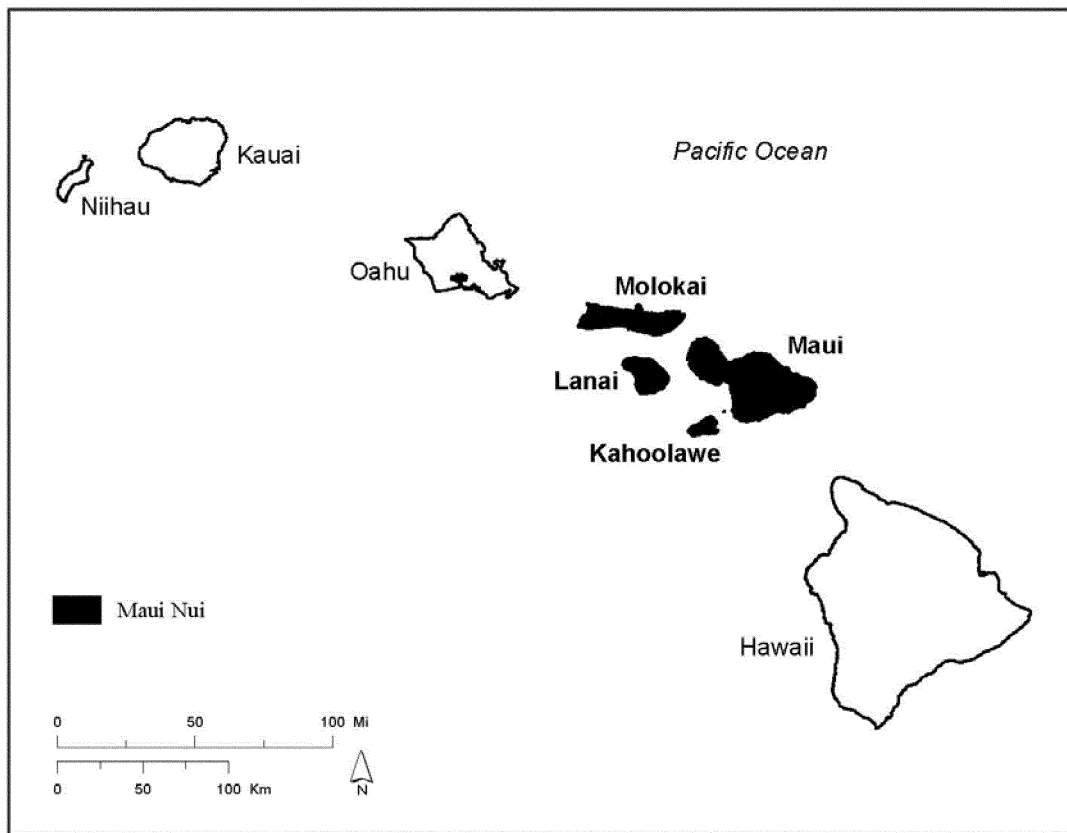 Kauai
Pacific Ocean
Niihau
Oahu
Molokai
Maui
Lanai
Kahoolawe
Maui Nui
Hawaii
0 50 100 Mi
0 50 100 Km
N